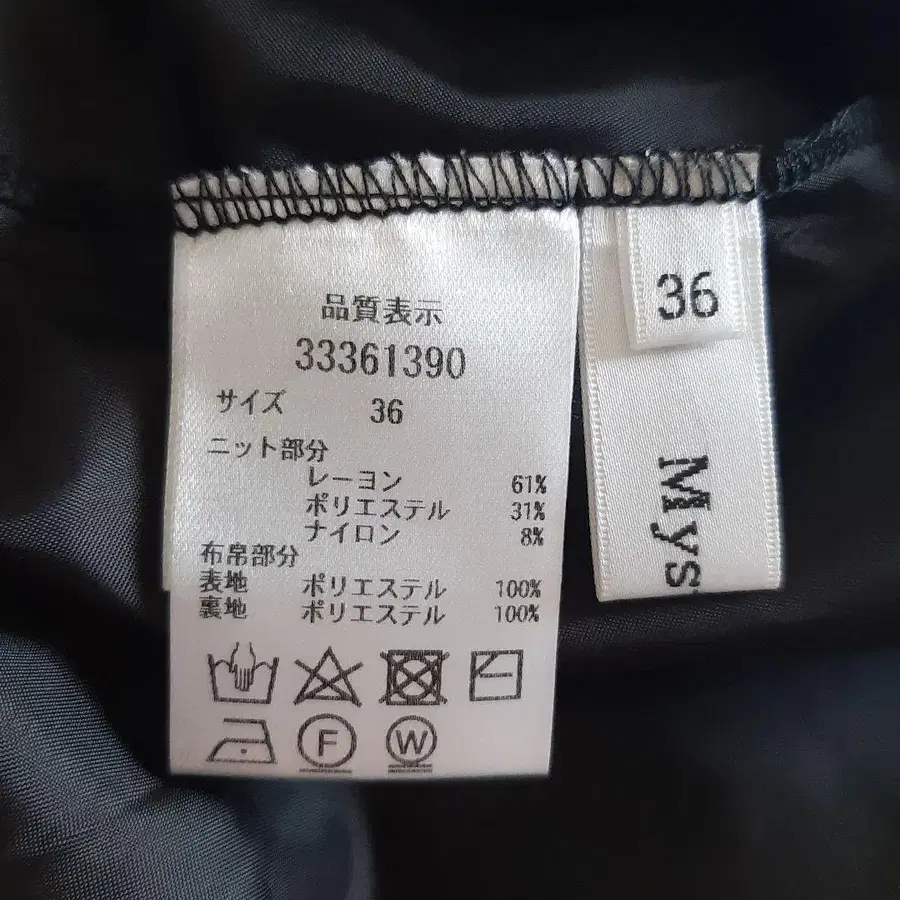 品質表示
33361390
サイズ 36
ニット部分
レーヨン 61%
ポリエステル 31%
ナイロン 8%
布帛部分
表地 ポリエステル 100%
裏地 ポリエステル 100%
F W
36
Mys